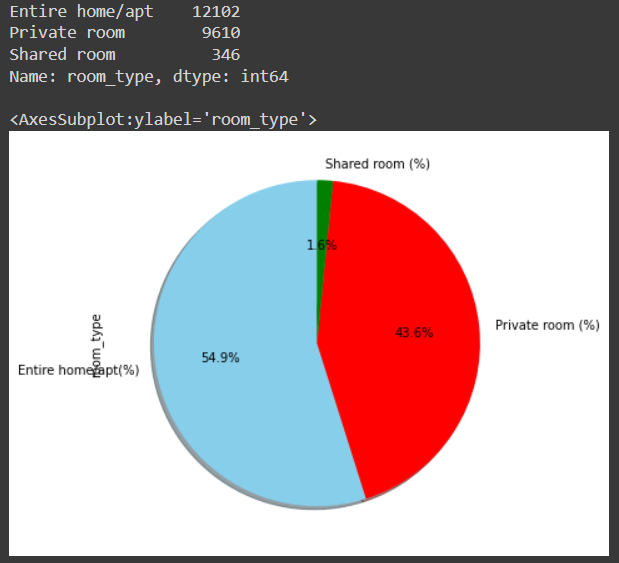 Entire home/apt    12102
Private room        9610
Shared room          346
Name: room_type, dtype: int64
<AxesSubplot:ylabel='room_type'>
Shared room (%)
1.6%
Private room (%)
43.6%
54.9%
room_type
Entire home/apt(%)